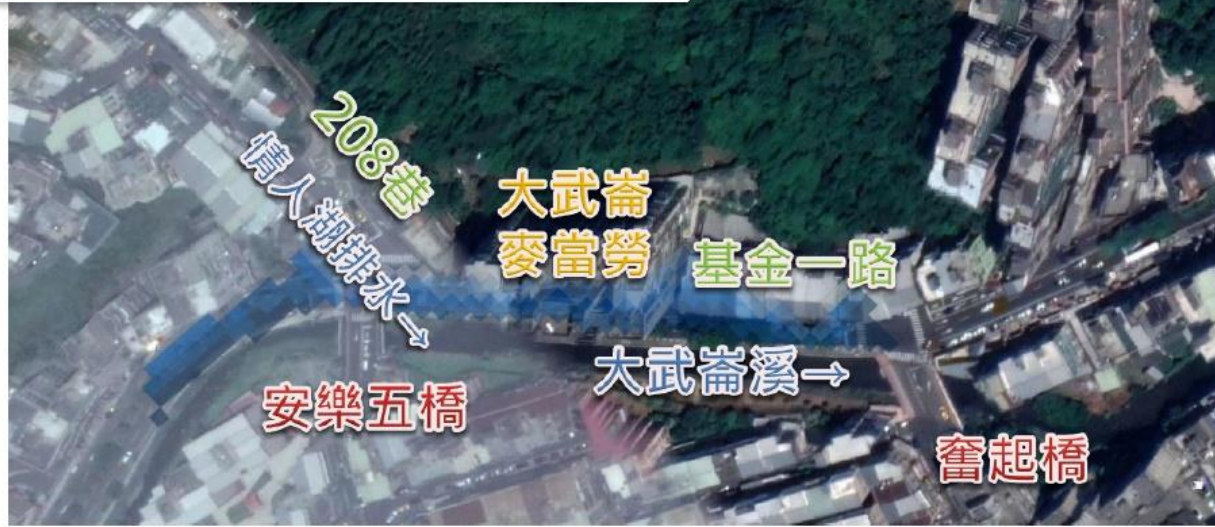 208巷
情人湖排水→
大武崙
麥當勞
基金一路
大武崙溪→
安樂五橋
奮起橋